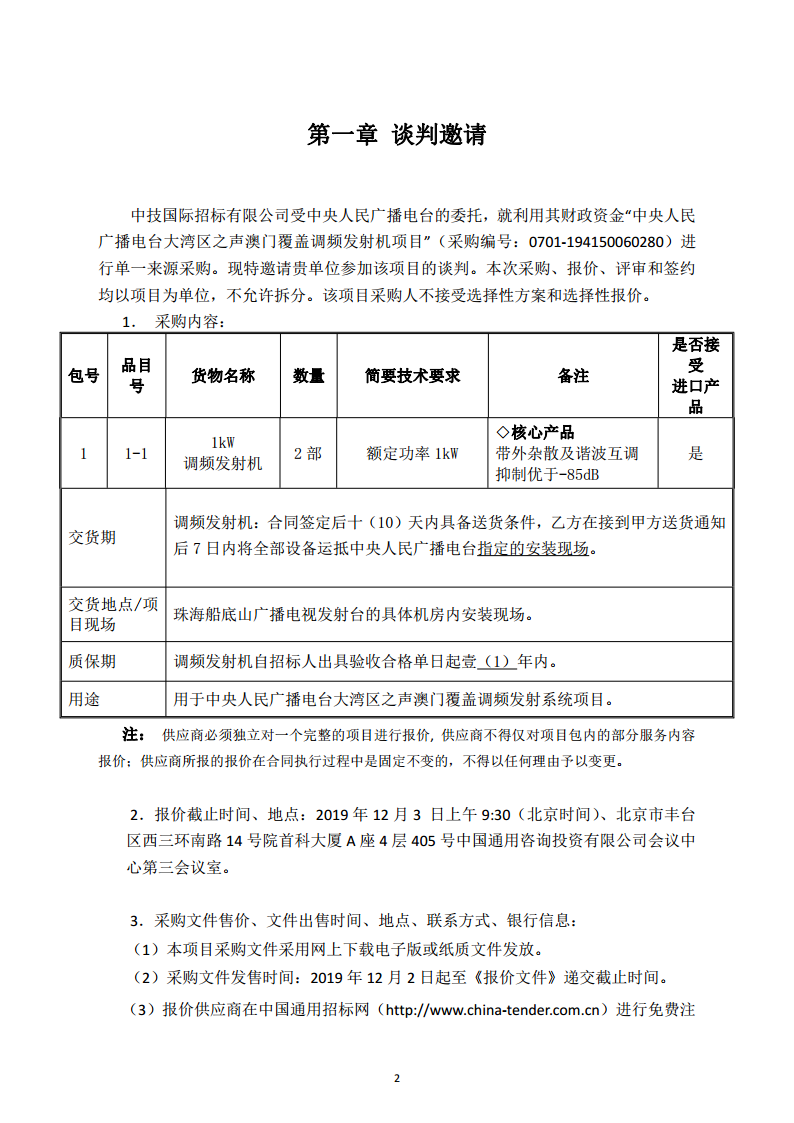 第一章 谈判邀请
中技国际招标有限公司受中央人民广播电台的委托，就利用其财政资金“中央人民
广播电台大湾区之声澳门覆盖调频发射机项目”（采购编号：0701-194150060280）进
行单一来源采购。现特邀请贵单位参加该项目的谈判。本次采购、报价、评审和签约
均以项目为单位，不允许拆分。该项目采购人不接受选择性方案和选择性报价。
1. 采购内容：
包号 品目号 货物名称 数量 简要技术要求 备注 是否接受进口产品
1 1-1 1kW 调频发射机 2 部 额定功率 1kW ◇核心产品 带外杂散及谐波互调抑制优于-85dB 是
交货期 调频发射机：合同签定后十（10）天内具备送货条件，乙方在接到甲方送货通知
后 7 日内将全部设备运抵中央人民广播电台指定的安装现场。
交货地点/项目现场 珠海船底山广播电视发射台的具体机房内安装现场。
质保期 调频发射机自招标人出具验收合格单日起壹（1）年内。
用途 用于中央人民广播电台大湾区之声澳门覆盖调频发射系统项目。
注： 供应商必须独立对一个完整的项目进行报价，供应商不得仅对项目包内的部分服务内容
报价；供应商所报的报价在合同执行过程中是固定不变的，不得以任何理由予以变更。
2．报价截止时间、地点：2019 年 12 月 3 日上午 9:30（北京时间）、北京市丰台
区西三环南路 14 号院首科大厦 A 座 4 层 405 号中国通用咨询投资有限公司会议中
心第三会议室。
3．采购文件售价、文件出售时间、地点、联系方式、银行信息：
（1）本项目采购文件采用网上下载电子版或纸质文件发放。
（2）采购文件发售时间：2019 年 12 月 2 日起至《报价文件》递交截止时间。
（3）报价供应商在中国通用招标网（http://www.china-tender.com.cn）进行免费注
2